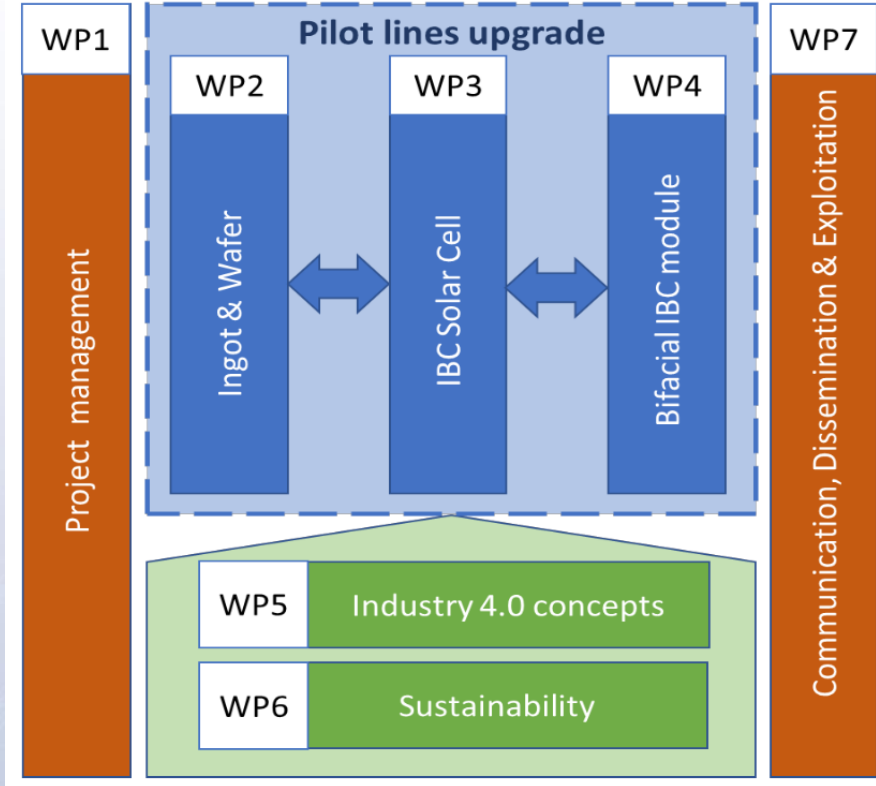 WP1
Project management
Pilot lines upgrade
WP2
Ingot & Wafer
WP3
IBC Solar Cell
WP4
Bifacial IBC module
WP5
Industry 4.0 concepts
WP6
Sustainability
WP7
Communication, Dissemination & Exploitation